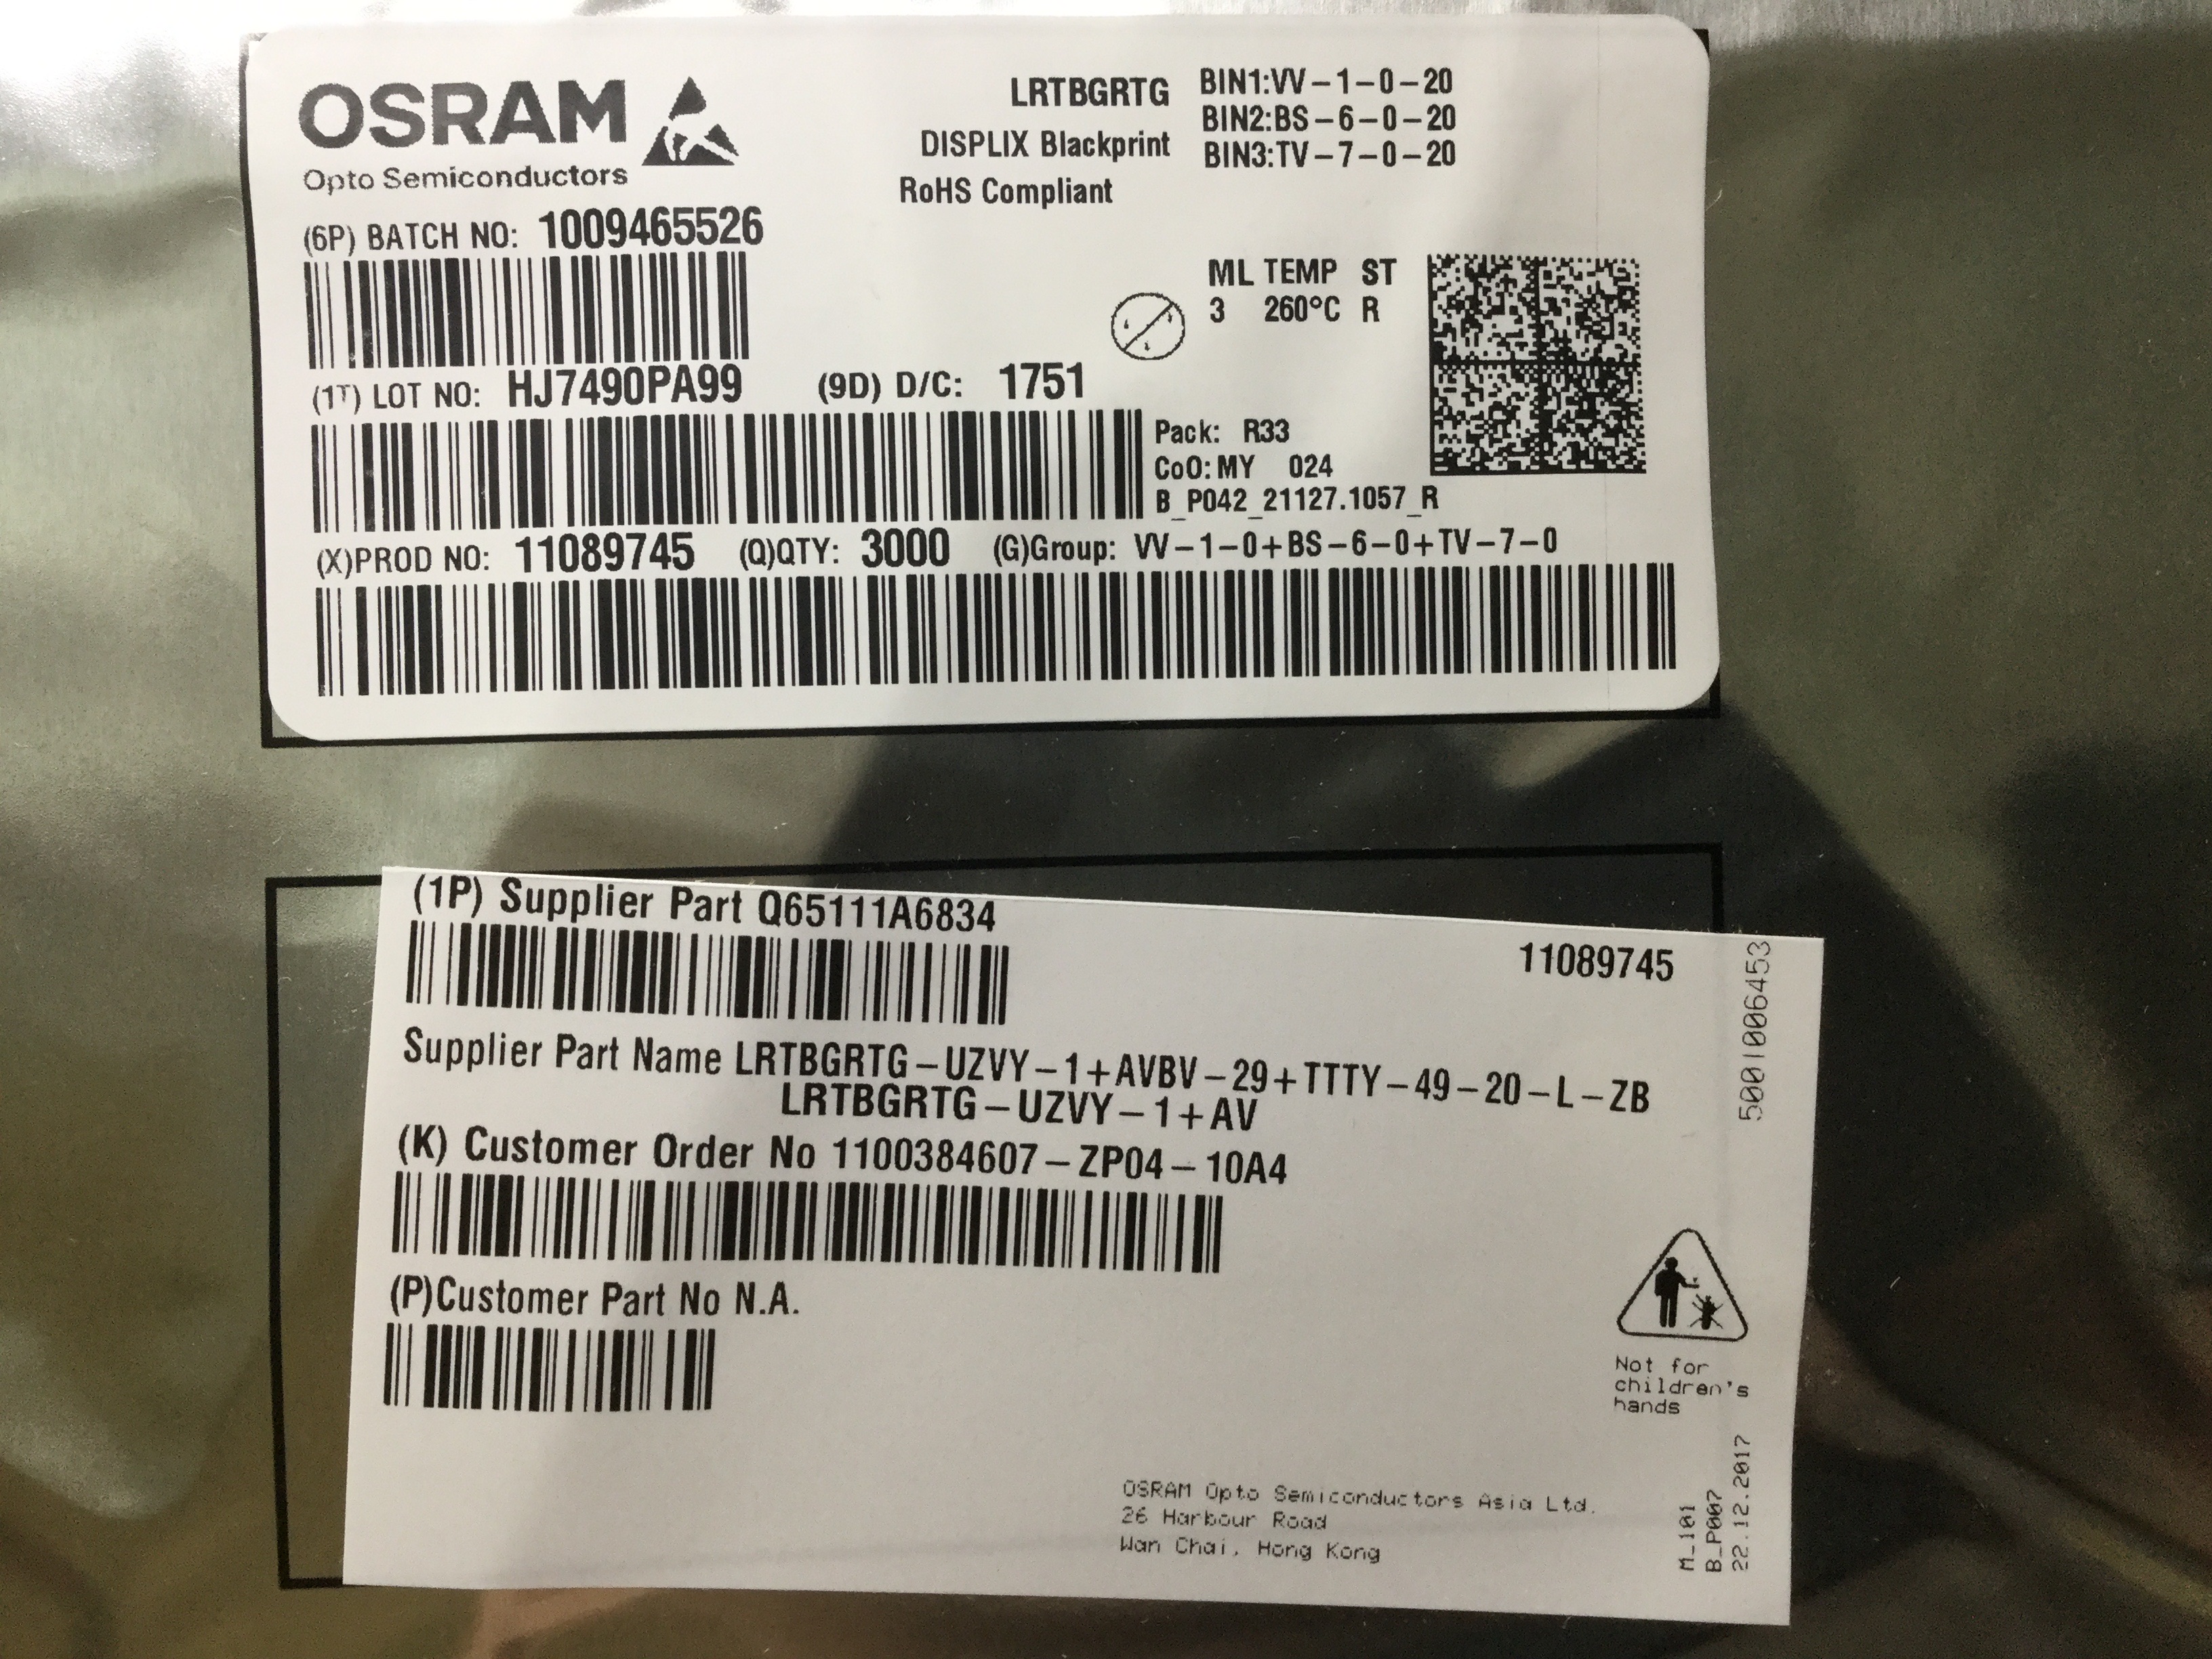 OSRAM
Opto Semiconductors
LRTBGRTG
DISPLIX Blackprint
RoHS Compliant
BIN1:VV-1-0-20
BIN2:BS-6-0-20
BIN3:TV-7-0-20
(6P) BATCH NO: 1009465526
ML TEMP ST
3 260°C R
(1T) LOT NO: HJ7490PA99 (9D) D/C: 1751
Pack: R33
CoO: MY 024
B_P042_21127.1057_R
(X)PROD NO: 11089745 (Q)QTY: 3000 (G)Group: VV-1-0+BS-6-0+TV-7-0
(1P) Supplier Part Q65111A6834
11089745
5001006453
Supplier Part Name LRTBGRTG-UZVY-1+AVBV-29+TTTY-49-20-L-ZB
LRTBGRTG-UZVY-1+AV
(K) Customer Order No 1100384607-ZP04-10A4
(P)Customer Part No N.A.
Not for
children's
hands
OSRAM Opto Semiconductors Asia Ltd.
26 Harbour Road
Wan Chai, Hong Kong
M_101
B_P007
22.12.2017